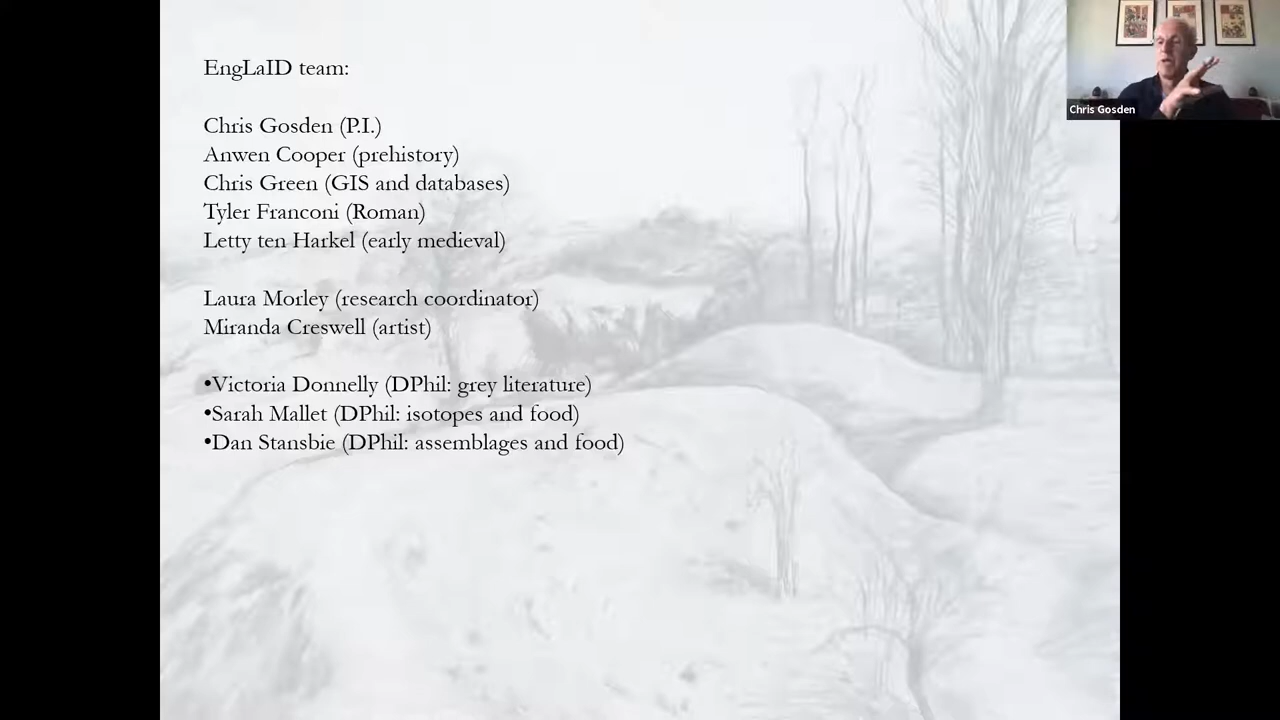 EngLaID team:
Chris Gosden (P.I.)
Anwen Cooper (prehistory)
Chris Green (GIS and databases)
Tyler Franconi (Roman)
Letty ten Harkel (early medieval)
Laura Morley (research coordinator)
Miranda Creswell (artist)
•Victoria Donnelly (DPhil: grey literature)
•Sarah Mallet (DPhil: isotopes and food)
•Dan Stansbie (DPhil: assemblages and food)
Chris Gosden